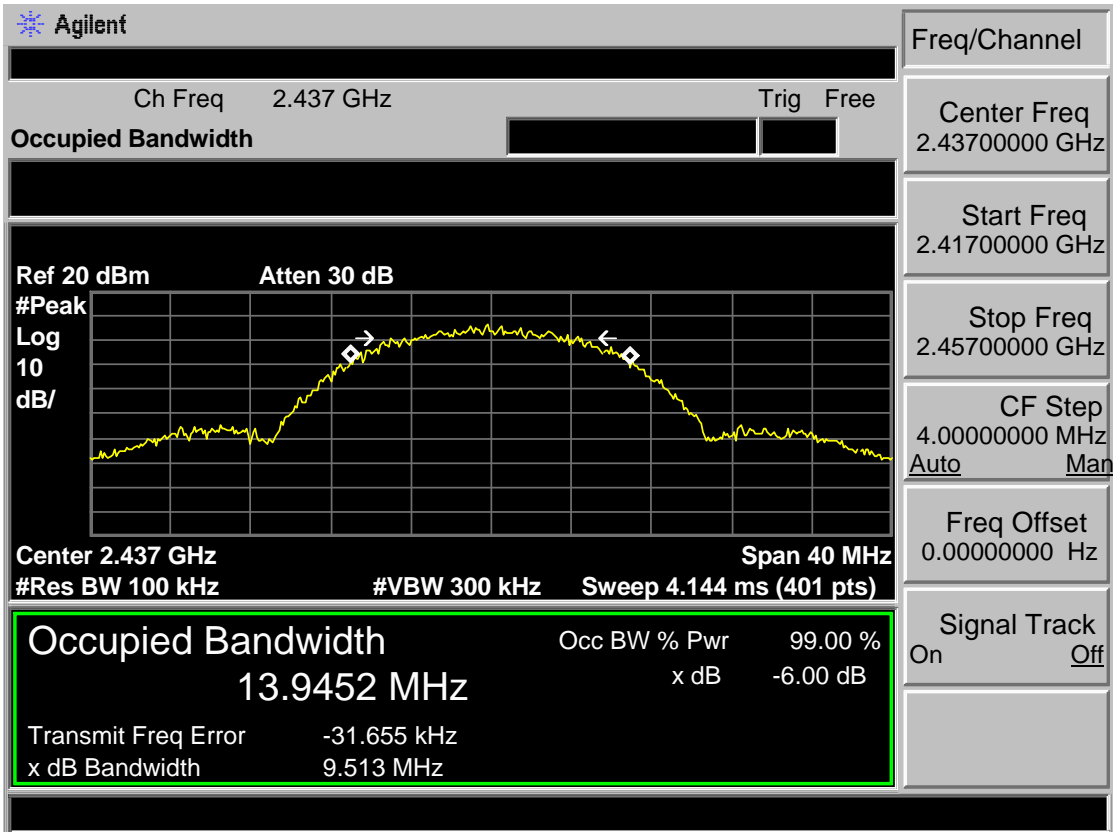 Agilent
Freq/Channel
Ch Freq 2.437 GHz Trig Free
Occupied Bandwidth
Center Freq
2.43700000 GHz
Start Freq
2.41700000 GHz
Stop Freq
2.45700000 GHz
CF Step
4.00000000 MHz
Auto Man
Freq Offset
0.00000000 Hz
Signal Track
On Off
Ref 20 dBm Atten 30 dB
#Peak
Log
10
dB/
Center 2.437 GHz Span 40 MHz
#Res BW 100 kHz #VBW 300 kHz Sweep 4.144 ms (401 pts)
Occupied Bandwidth Occ BW % Pwr 99.00 %
13.9452 MHz x dB -6.00 dB
Transmit Freq Error -31.655 kHz
x dB Bandwidth 9.513 MHz